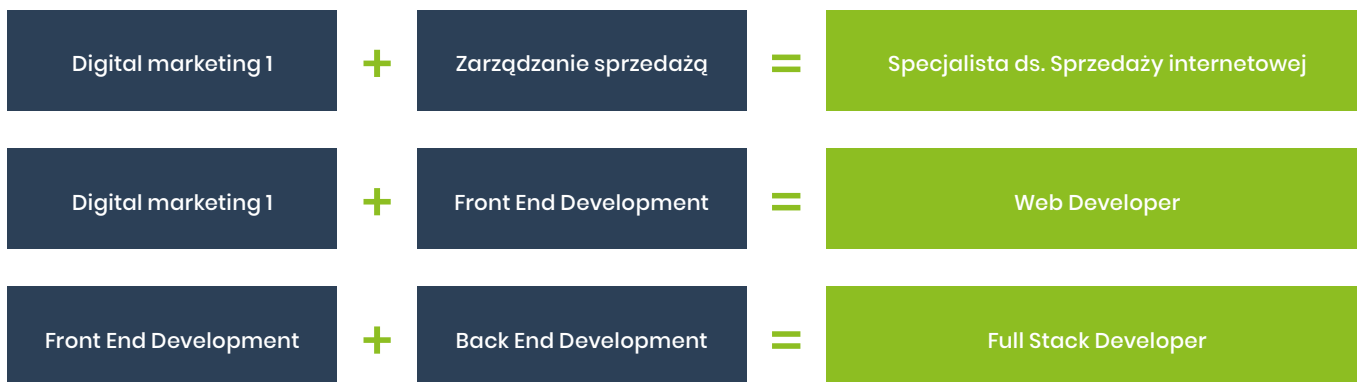 Digital marketing 1 + Zarządzanie sprzedażą = Specjalista ds. Sprzedaży internetowej
Digital marketing 1 + Front End Development = Web Developer
Front End Development + Back End Development = Full Stack Developer